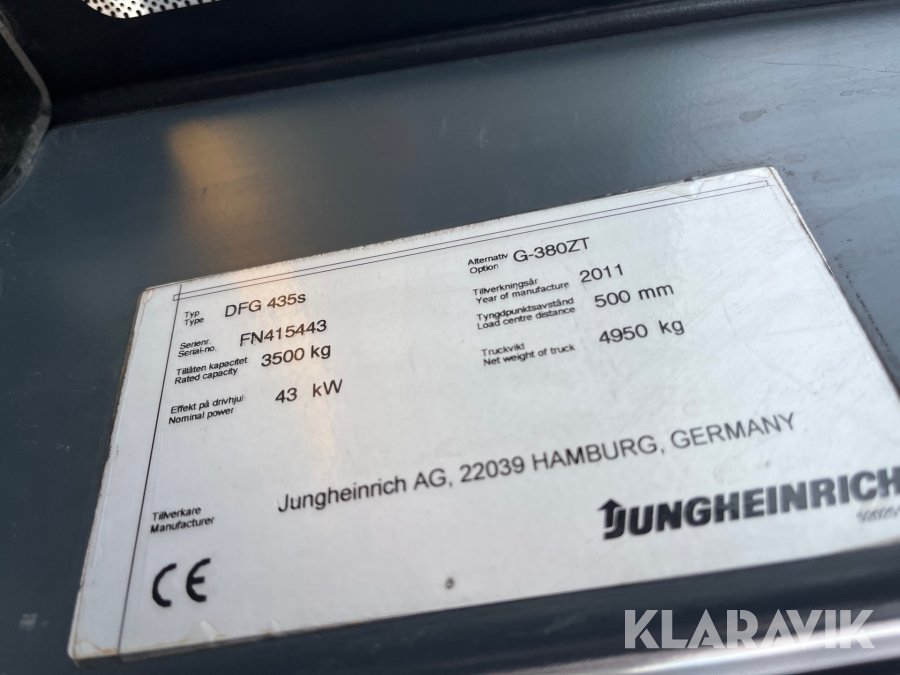 Typ
Type
DFG 435s
Alternativ
Option
G-380ZT
Serienr.
Serial-no.
FN415443
Tillverkningsår
Year of manufacture
2011
Tillåten kapacitet
Rated capacity
3500 kg
Tyngdpunktsavstånd
Load centre distance
500 mm
Effekt på drivhjul
Nominal power
43 kW
Truckvikt
Net weight of truck
4950 kg
Tillverkare
Manufacturer
Jungheinrich AG, 22039 HAMBURG, GERMANY
JUNGHEINRICH
CE
KLARAVIK